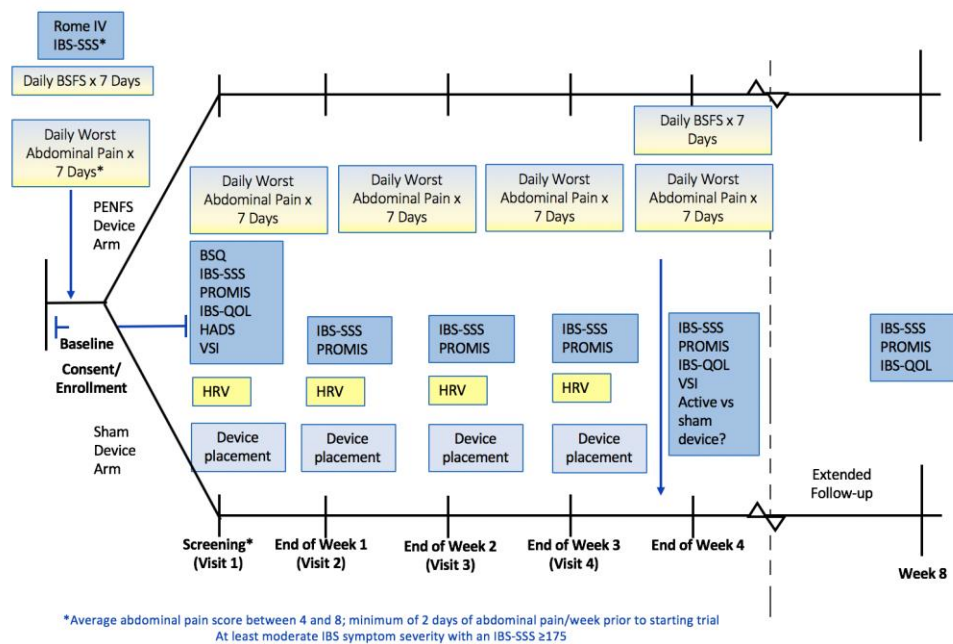 Rome IV
IBS-SSS*
Daily BSFS x 7 Days
Daily Worst
Abdominal Pain x
7 Days*
PENFS
Device
Arm
Baseline
Consent/
Enrollment
Sham
Device
Arm
Daily BSFS x 7
Days
Daily Worst
Abdominal Pain x
7 Days
Daily Worst
Abdominal Pain x
7 Days
Daily Worst
Abdominal Pain x
7 Days
Daily Worst
Abdominal Pain x
7 Days
BSQ
IBS-SSS
PROMIS
IBS-QOL
HADS
VSI
IBS-SSS
PROMIS
IBS-SSS
PROMIS
IBS-SSS
PROMIS
IBS-SSS
PROMIS
IBS-QOL
VSI
Active vs
sham
device?
IBS-SSS
PROMIS
IBS-QOL
HRV
HRV
HRV
HRV
Device
placement
Device
placement
Device
placement
Device
placement
Extended
Follow-up
Screening*
(Visit 1)
End of Week 1
(Visit 2)
End of Week 2
(Visit 3)
End of Week 3
(Visit 4)
End of Week 4
Week 8
*Average abdominal pain score between 4 and 8; minimum of 2 days of abdominal pain/week prior to starting trial
At least moderate IBS symptom severity with an IBS-SSS ≥175